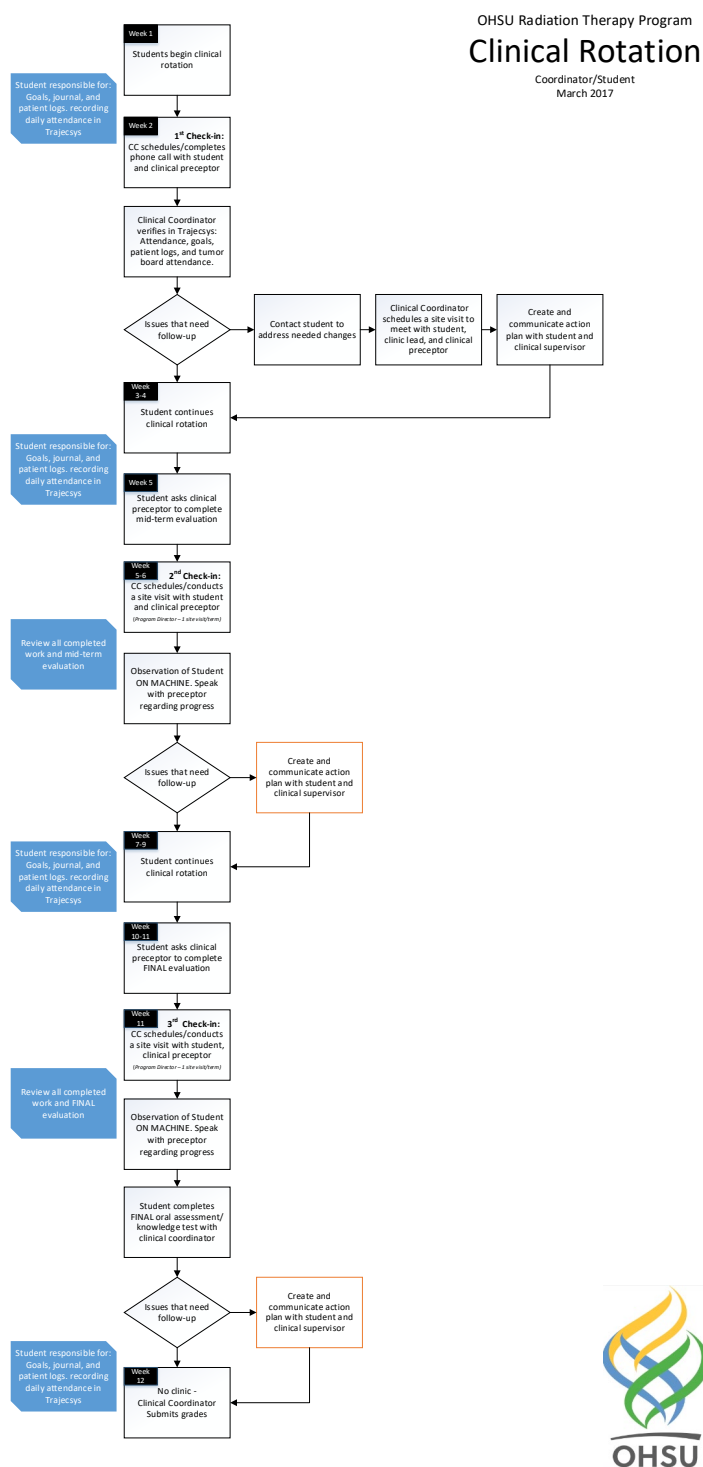 OHSU Radiation Therapy Program
Clinical Rotation
Coordinator/Student
March 2017
Week 1
Students begin clinical
rotation
Student responsible for:
Goals, journal, and
patient logs. recording
daily attendance in
Trajecsys
Week 2
1st Check-in:
CC schedules/completes
phone call with student
and clinical preceptor
Clinical Coordinator
verifies in Trajecsys:
Attendance, goals,
patient logs, and tumor
board attendance.
Issues that need
follow-up
Contact student to
address needed changes
Clinical Coordinator
schedules a site visit to
meet with student,
clinic lead, and clinical
preceptor
Create and
communicate action
plan with student and
clinical supervisor
Week
3-4
Student continues
clinical rotation
Student responsible for:
Goals, journal, and
patient logs. recording
daily attendance in
Trajecsys
Week 5
Student asks clinical
preceptor to complete
mid-term evaluation
Week
5-6
2nd Check-in:
CC schedules/conducts
a site visit with student
and clinical preceptor
(Program Director – 1 site visit/term)
Review all completed
work and mid-term
evaluation
Observation of Student
ON MACHINE. Speak
with preceptor
regarding progress
Issues that need
follow-up
Create and
communicate action
plan with student and
clinical supervisor
Week
7-9
Student continues
clinical rotation
Student responsible for:
Goals, journal, and
patient logs. recording
daily attendance in
Trajecsys
Week
10-11
Student asks clinical
preceptor to complete
FINAL evaluation
Week
11
3rd Check-in:
CC schedules/conducts
a site visit with student,
clinical preceptor
(Program Director – 1 site visit/term)
Review all completed
work and FINAL
evaluation
Observation of Student
ON MACHINE. Speak
with preceptor
regarding progress
Student completes
FINAL oral assessment/
knowledge test with
clinical coordinator
Issues that need
follow-up
Create and
communicate action
plan with student and
clinical supervisor
Student responsible for:
Goals, journal, and
patient logs. recording
daily attendance in
Trajecsys
Week
12
No clinic -
Clinical Coordinator
Submits grades
OHSU